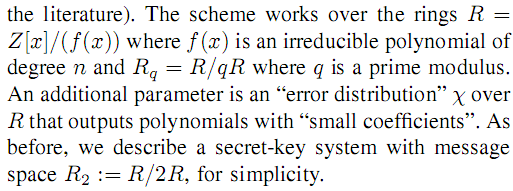 the literature). The scheme works over the rings R =
Z[x]/(f(x)) where f(x) is an irreducible polynomial of
degree n and R_q = R/qR where q is a prime modulus.
An additional parameter is an “error distribution” χ over
R that outputs polynomials with “small coefficients”. As
before, we describe a secret-key system with message
space R_2 := R/2R, for simplicity.